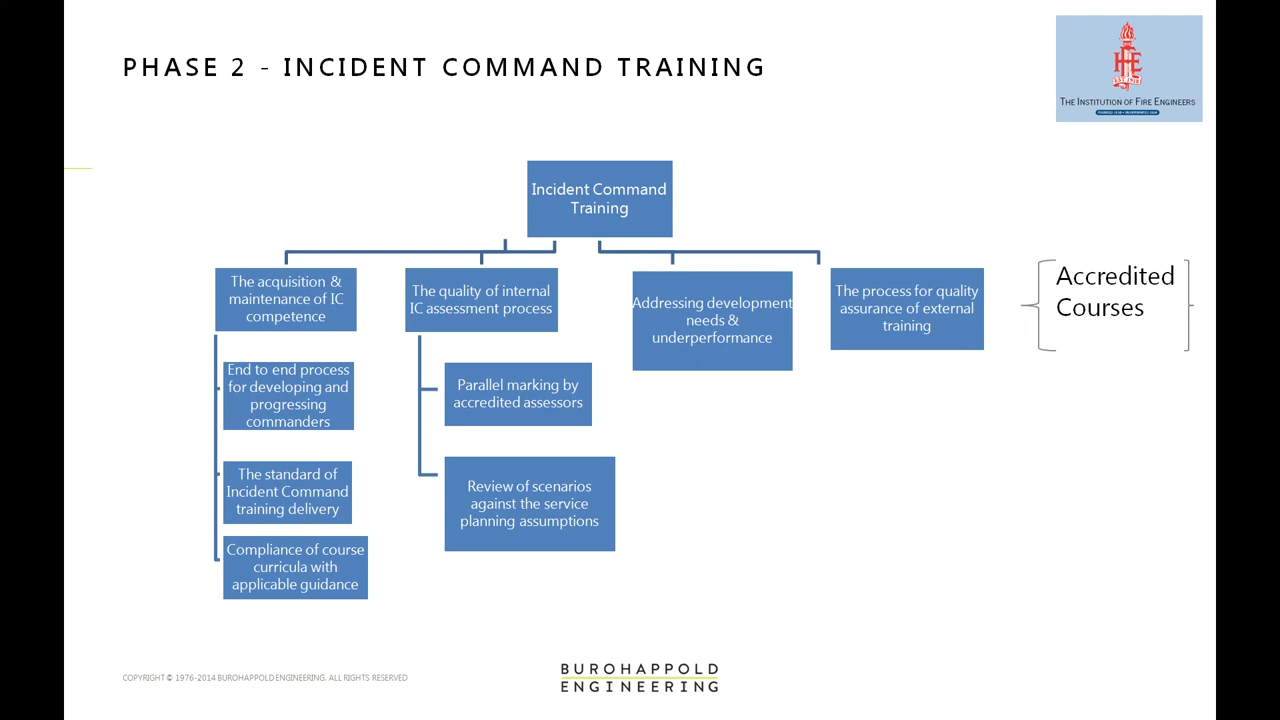 PHASE 2 - INCIDENT COMMAND TRAINING
IFE
EST 1918
THE INSTITUTION OF FIRE ENGINEERS
Incident Command
Training
The acquisition &
maintenance of IC
competence
The quality of internal
IC assessment process
Addressing development
needs &
underperformance
The process for quality
assurance of external
training
Accredited
Courses
End to end process
for developing and
progressing
commanders
The standard of
Incident Command
training delivery
Compliance of course
curricula with
applicable guidance
Parallel marking by
accredited assessors
Review of scenarios
against the service
planning assumptions
COPYRIGHT © 1976-2014 BUROHAPPOLD ENGINEERING. ALL RIGHTS RESERVED
BUROHAPPOLD
ENGINEERING